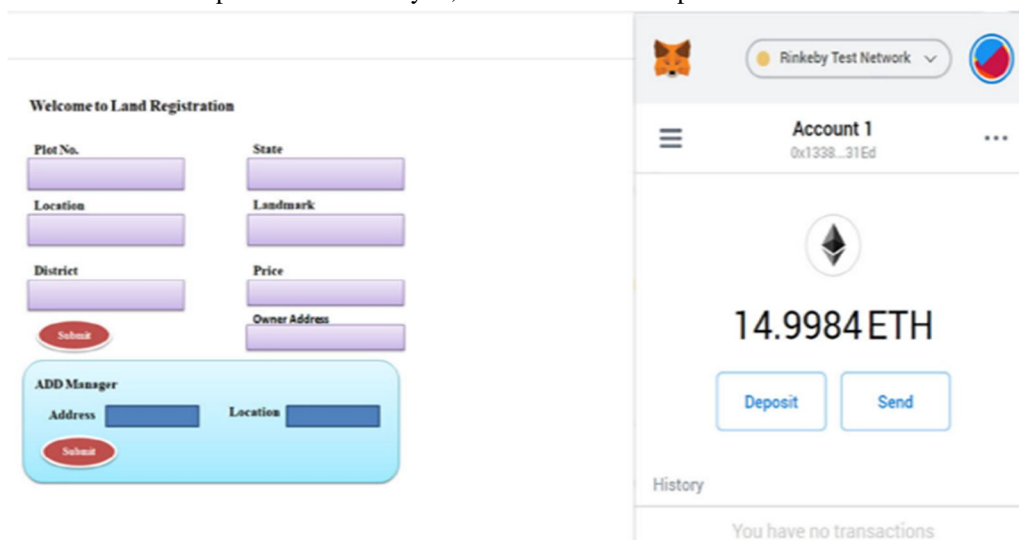 Welcome to Land Registration
Plot No.
State
Location
Landmark
District
Price
Submit
Owner Address
ADD Manager
Address
Location
Submit
Rinkeby Test Network
Account 1
0x1338...31Ed
14.9984 ETH
Deposit
Send
History
You have no transactions